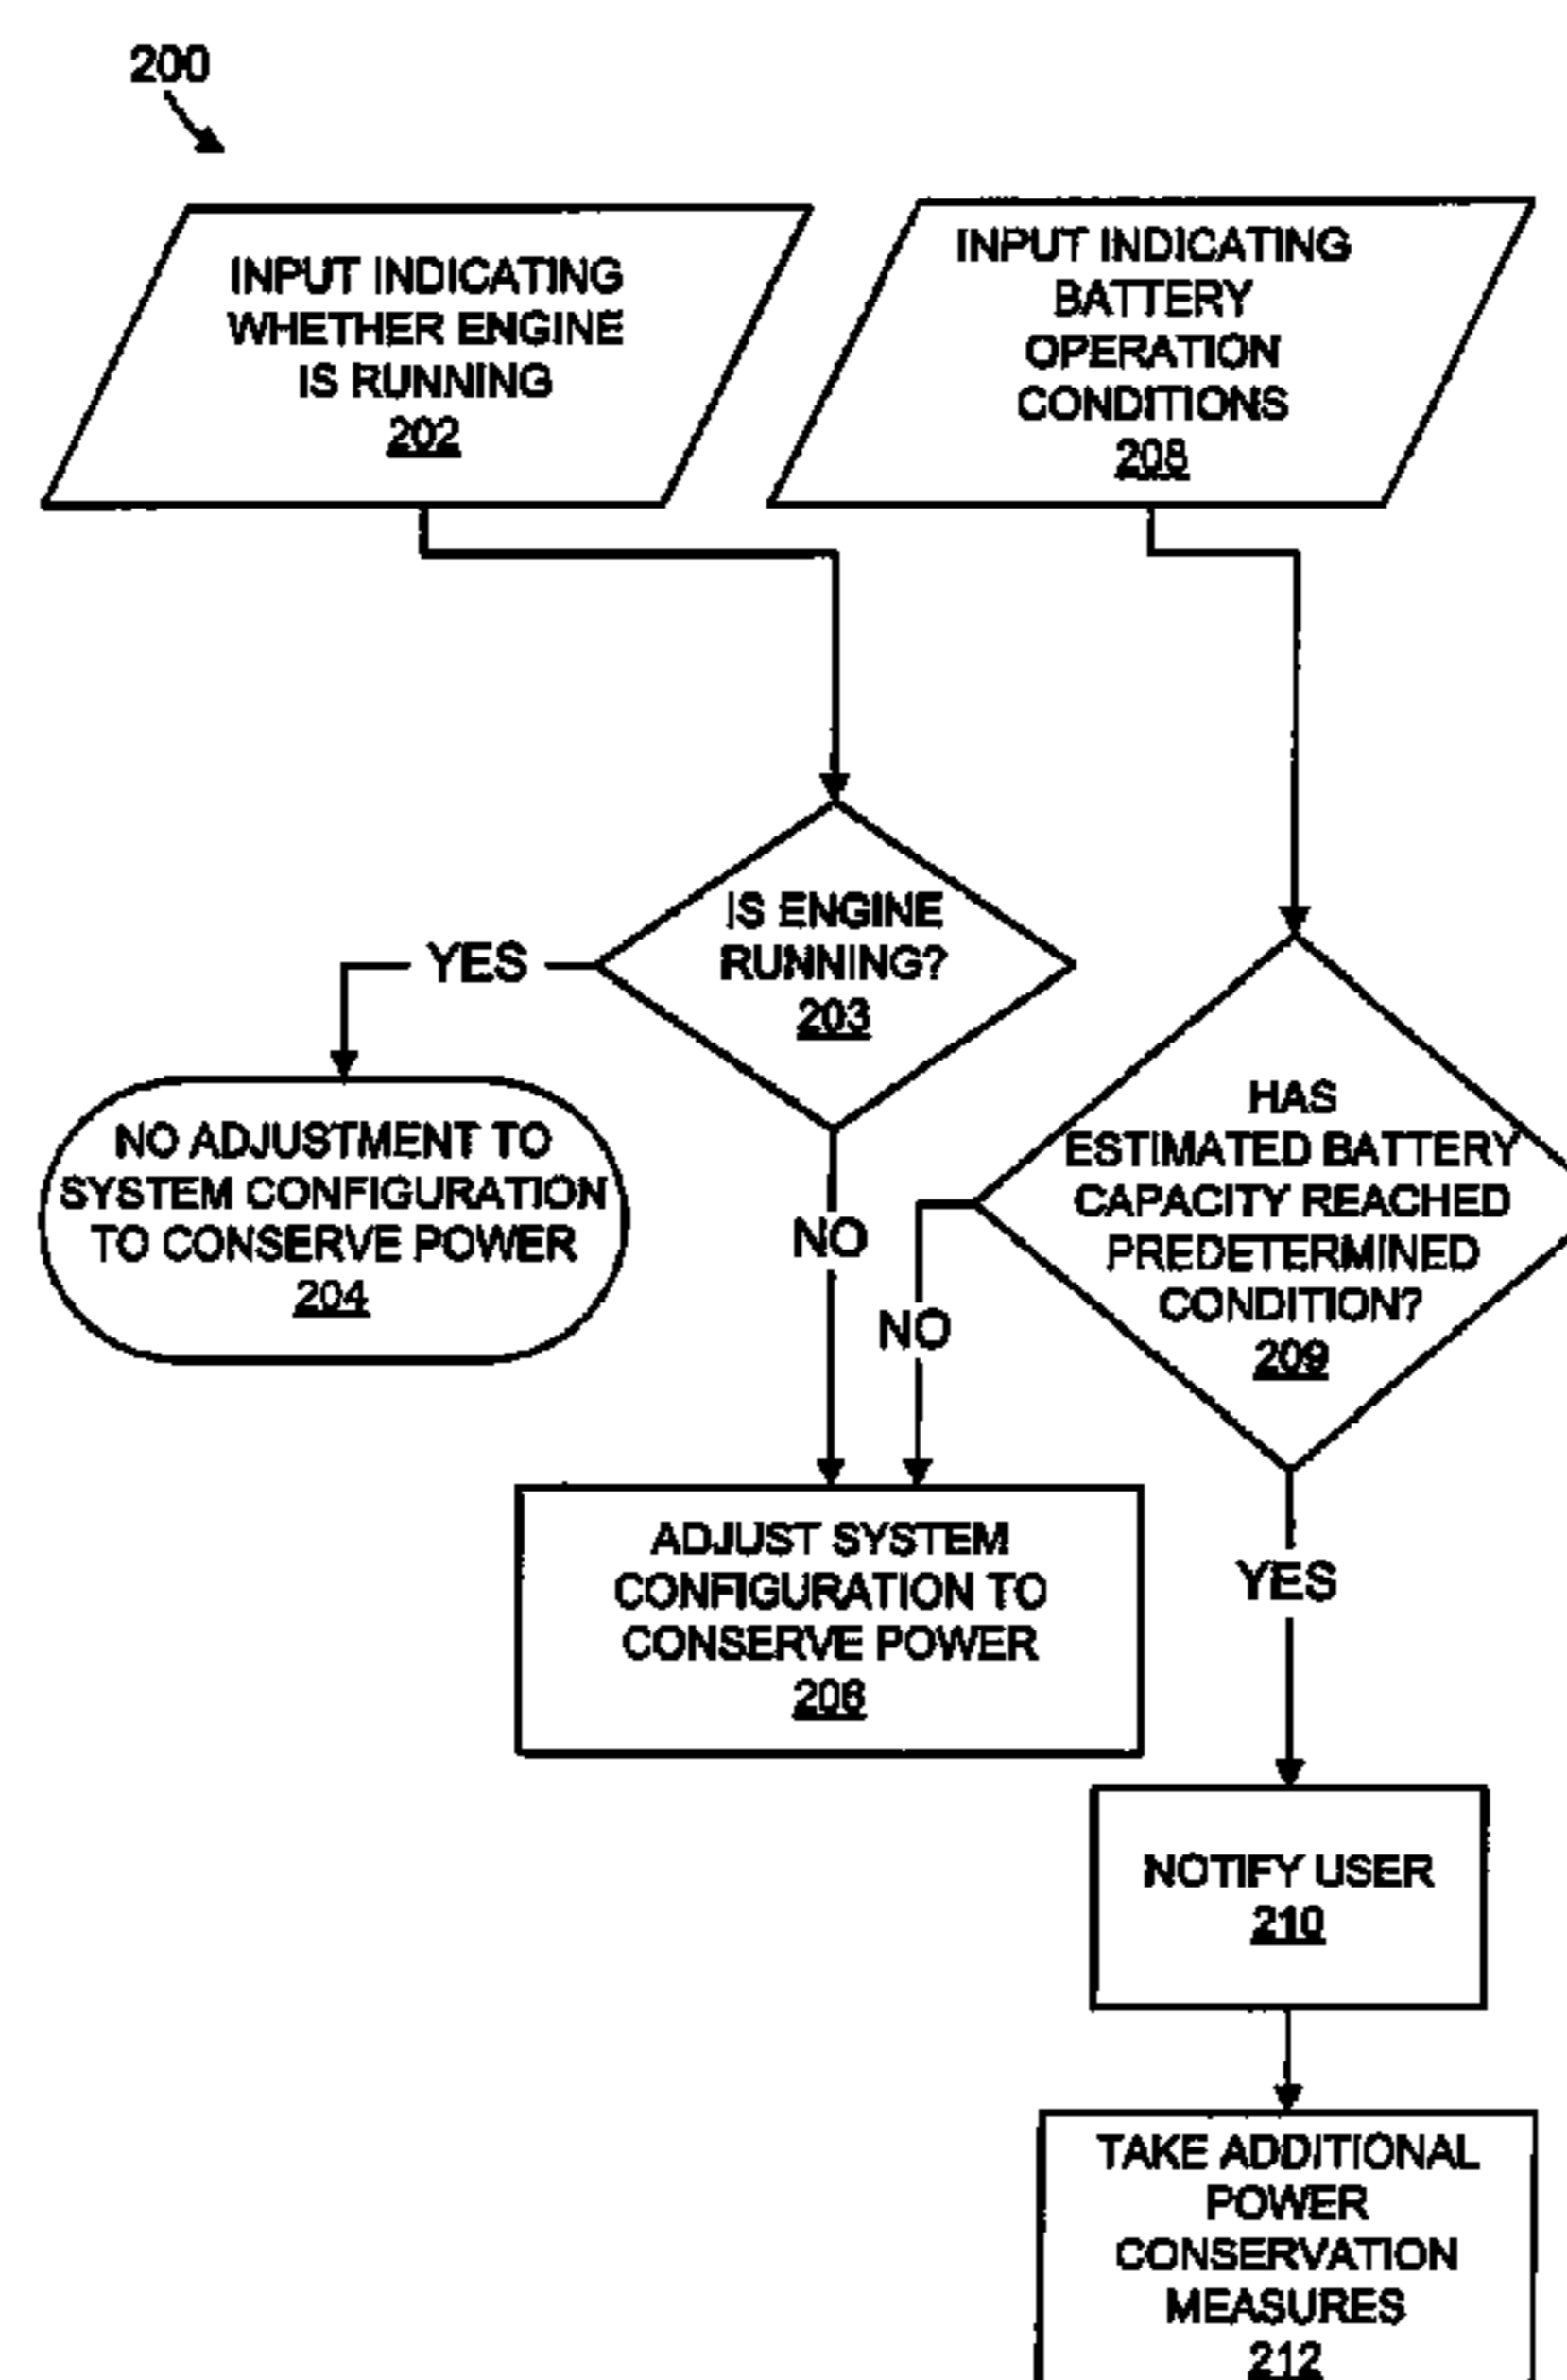 200
INPUT INDICATING
WHETHER ENGINE
IS RUNNING
202
INPUT INDICATING
BATTERY
OPERATION
CONDITIONS
208
IS ENGINE
RUNNING?
203
YES
NO ADJUSTMENT TO
SYSTEM CONFIGURATION
TO CONSERVE POWER
204
NO
HAS
ESTIMATED BATTERY
CAPACITY REACHED
PREDETERMINED
CONDITION?
209
NO
ADJUST SYSTEM
CONFIGURATION TO
CONSERVE POWER
206
YES
NOTIFY USER
210
TAKE ADDITIONAL
POWER
CONSERVATION
MEASURES
212